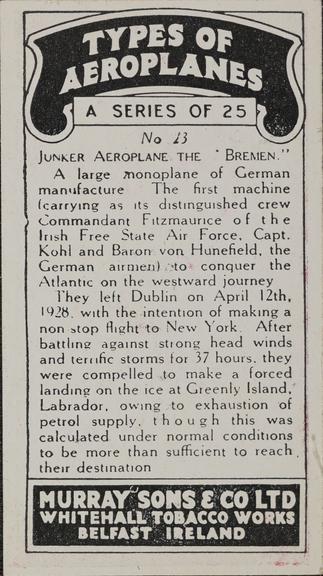 TYPES OF
AEROPLANES
A SERIES OF 25
No 13
JUNKER AEROPLANE THE "BREMEN."
A large monoplane of German
manufacture The first machine
(carrying as its distinguished crew
Commandant Fitzmaurice of the
Irish Free State Air Force, Capt.
Kohl and Baron von Hunefield, the
German airmen) to conquer the
Atlantic on the westward journey
They left Dublin on April 12th,
1928, with the intention of making a
non stop flight to New York. After
battling against strong head winds
and terrific storms for 37 hours, they
were compelled to make a forced
landing on the ice at Greenly Island,
Labrador, owing to exhaustion of
petrol supply, though this was
calculated under normal conditions
to be more than sufficient to reach
their destination
MURRAY SONS & CO LTD
WHITEHALL TOBACCO WORKS
BELFAST IRELAND